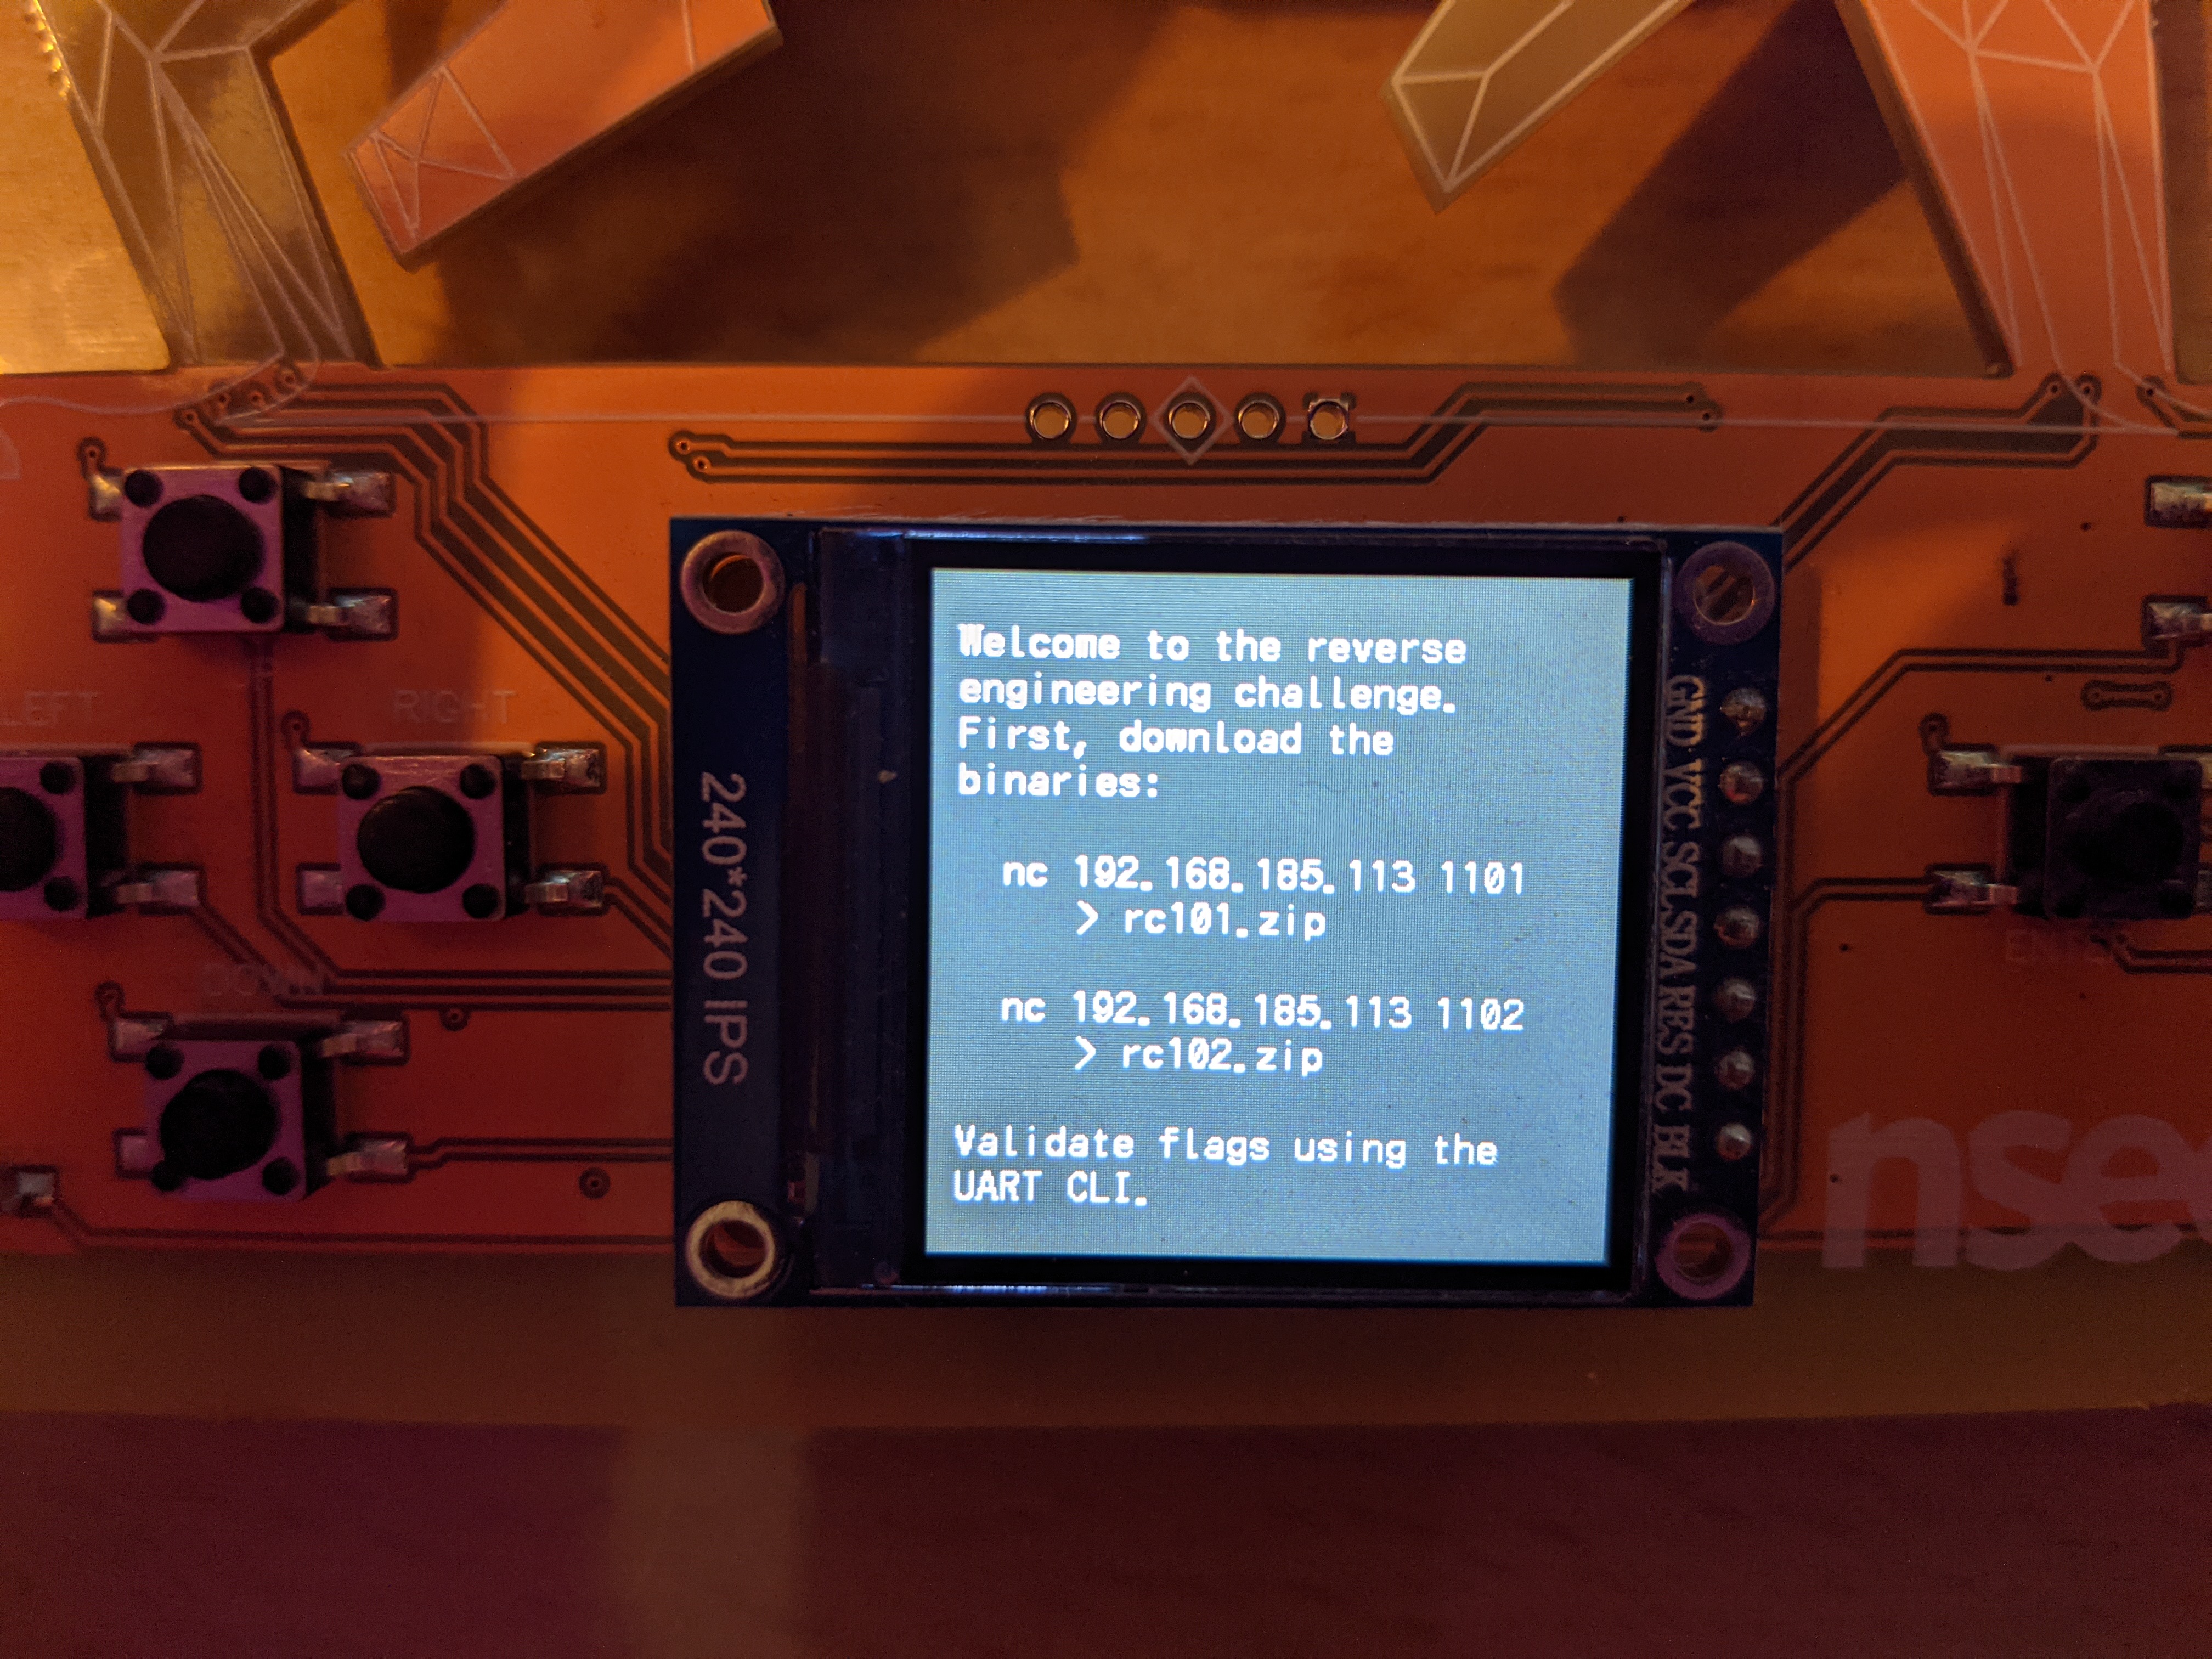 Welcome to the reverse
engineering challenge.
First, download the
binaries:
nc 192.168.185.113 1101
> rc101.zip
nc 192.168.185.113 1102
> rc102.zip
Validate flags using the
UART CLI.
240*240 IPS
GND VCC SCL SDA RES DC BLK
LEFT
RIGHT
DOWN
nsec